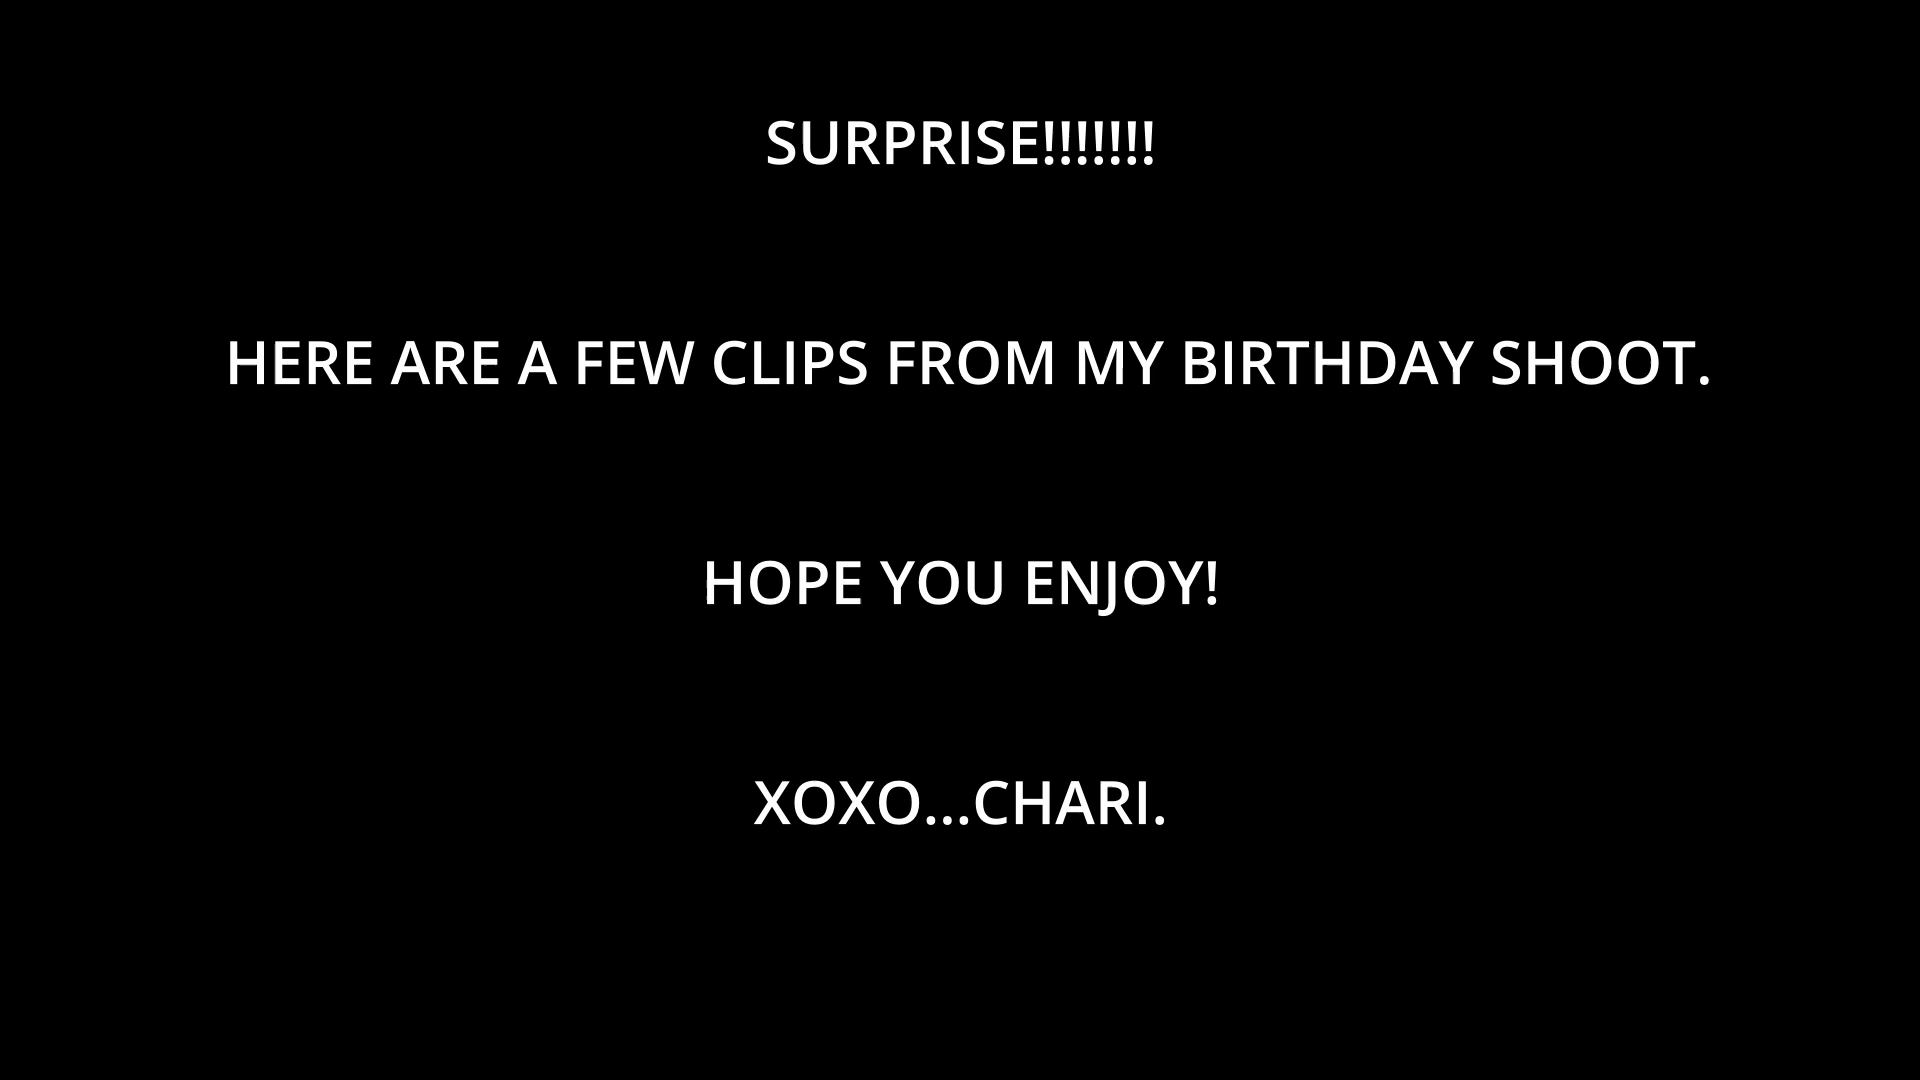 SURPRISE!!!!!!!
HERE ARE A FEW CLIPS FROM MY BIRTHDAY SHOOT.
HOPE YOU ENJOY!
XOXO...CHARI.